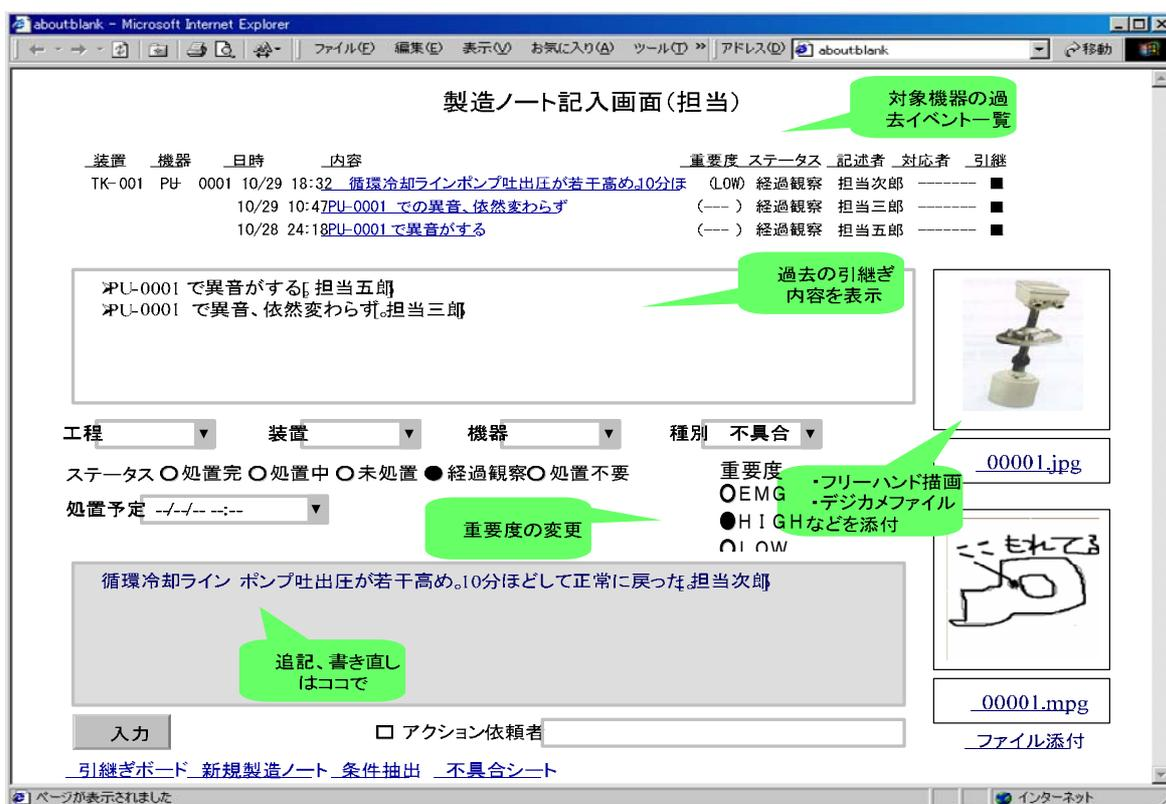 about:blank - Microsoft Internet Explorer
ファイル(F) 編集(E) 表示(V) お気に入り(A) ツール(T) » アドレス(D) about:blank 移動
製造ノート記入画面(担当)
対象機器の過
去イベント一覧
装置 機器 日時 内容 重要度 ステータス 記述者 対応者 引継
TK-001 PU- 0001 10/29 18:32 循環冷却ラインポンプ吐出圧が若干高め。10分ほ (LOW) 経過観察 担当次郎 ------- ■
10/29 10:47 PU-0001 での異音、依然変わらず (--- ) 経過観察 担当三郎 ------- ■
10/28 24:18 PU-0001 で異音がする (--- ) 経過観察 担当五郎 ------- ■
過去の引継ぎ
内容を表示
>PU-0001 で異音がする[担当五郎]
>PU-0001 で異音、依然変わらず。[担当三郎]
工程 ▼ 装置 ▼ 機器 ▼ 種別 不具合 ▼
00001.jpg
ステータス ○処置完 ○処置中 ○未処置 ●経過観察 ○処置不要
重要度
○EMG
●HIGH
○LOW
・フリーハンド描画
・デジカメファイル
などを添付
処置予定 --/--/-- --:-- ▼
重要度の変更
ここもれてる
循環冷却ライン ポンプ吐出圧が若干高め。10分ほどして正常に戻った。[担当次郎]
追記、書き直し
はココで
00001.mpg
入力 □ アクション依頼者
ファイル添付
引継ぎボード 新規製造ノート 条件抽出 不具合シート
ページが表示されました インターネット